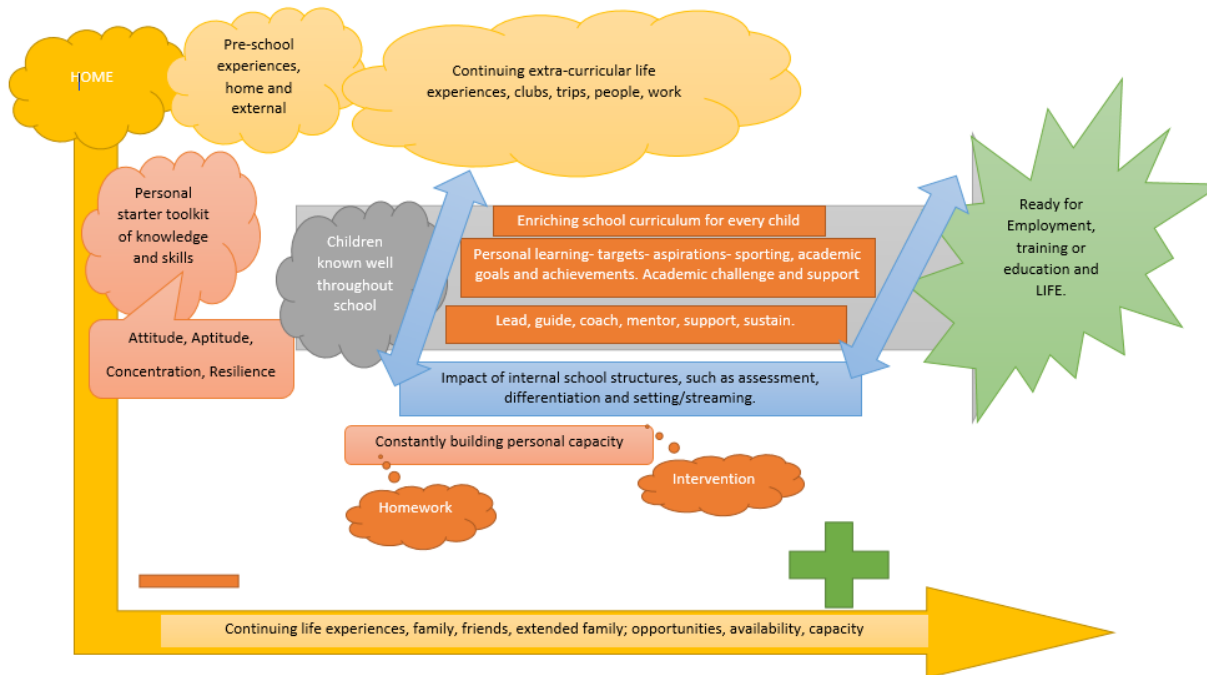 HOME
Pre-school
experiences,
home and
external
Continuing extra-curricular life
experiences, clubs, trips, people, work
Personal
starter toolkit
of knowledge
and skills
Attitude, Aptitude,
Concentration, Resilience
Children
known well
throughout
school
Enriching school curriculum for every child
Personal learning- targets- aspirations- sporting, academic
goals and achievements. Academic challenge and support
Lead, guide, coach, mentor, support, sustain.
Impact of internal school structures, such as assessment,
differentiation and setting/streaming.
Ready for
Employment,
training or
education and
LIFE.
Constantly building personal capacity
Homework
Intervention
Continuing life experiences, family, friends, extended family; opportunities, availability, capacity